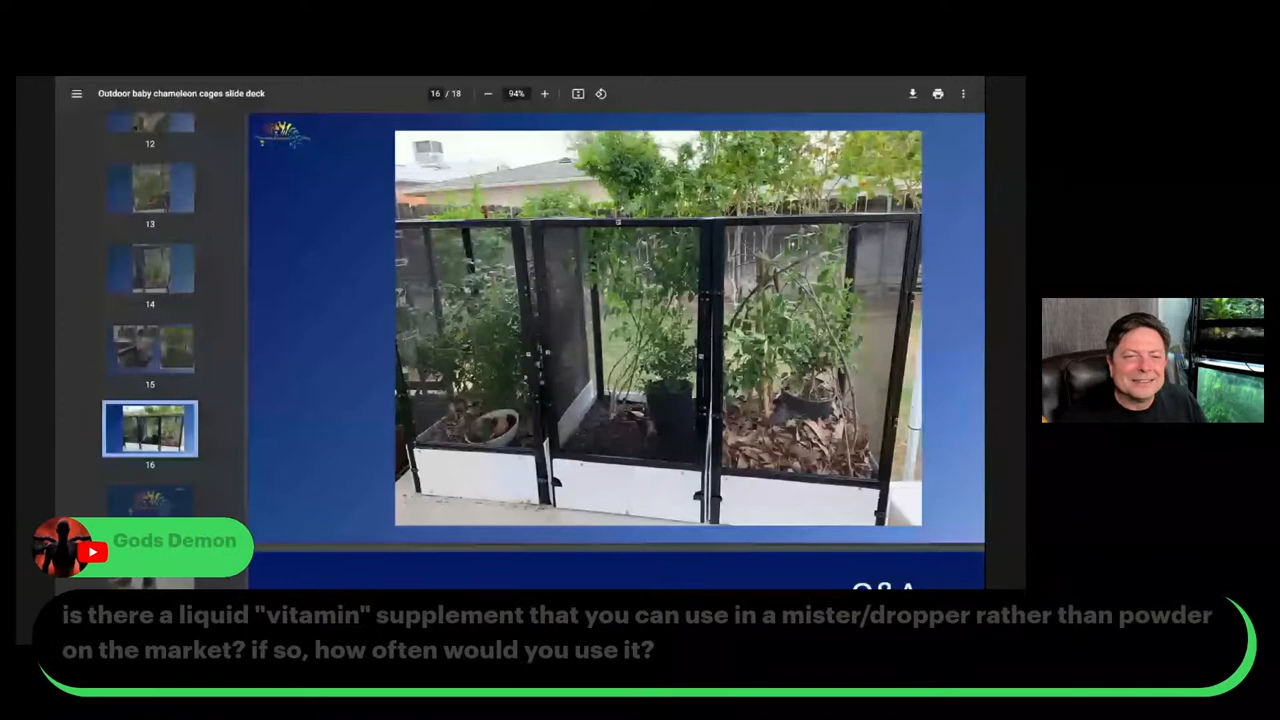 Outdoor baby chameleon cages slide deck
16 / 18
94%
12
13
14
15
16
Q&A
Gods Demon
is there a liquid "vitamin" supplement that you can use in a mister/dropper rather than powder
on the market? if so, how often would you use it?